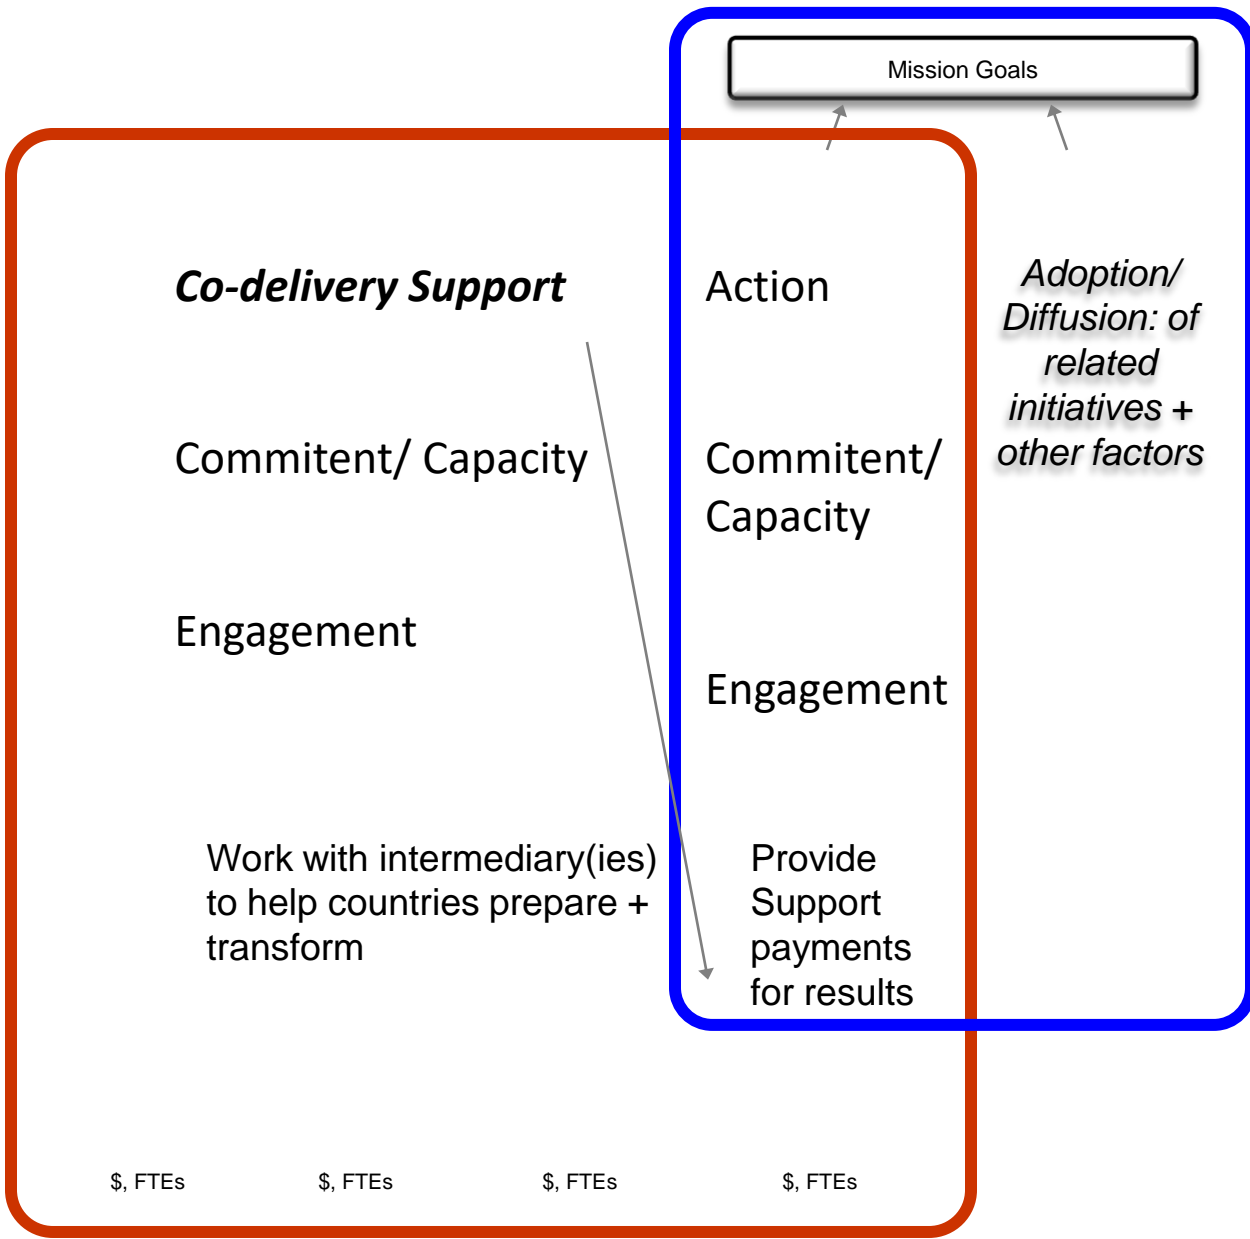 Mission Goals
Co-delivery Support
Commitent/ Capacity
Engagement
Work with intermediary(ies)
to help countries prepare +
transform
Action
Commitent/
Capacity
Engagement
Provide
Support
payments
for results
Adoption/
Diffusion: of
related
initiatives +
other factors
$, FTEs
$, FTEs
$, FTEs
$, FTEs